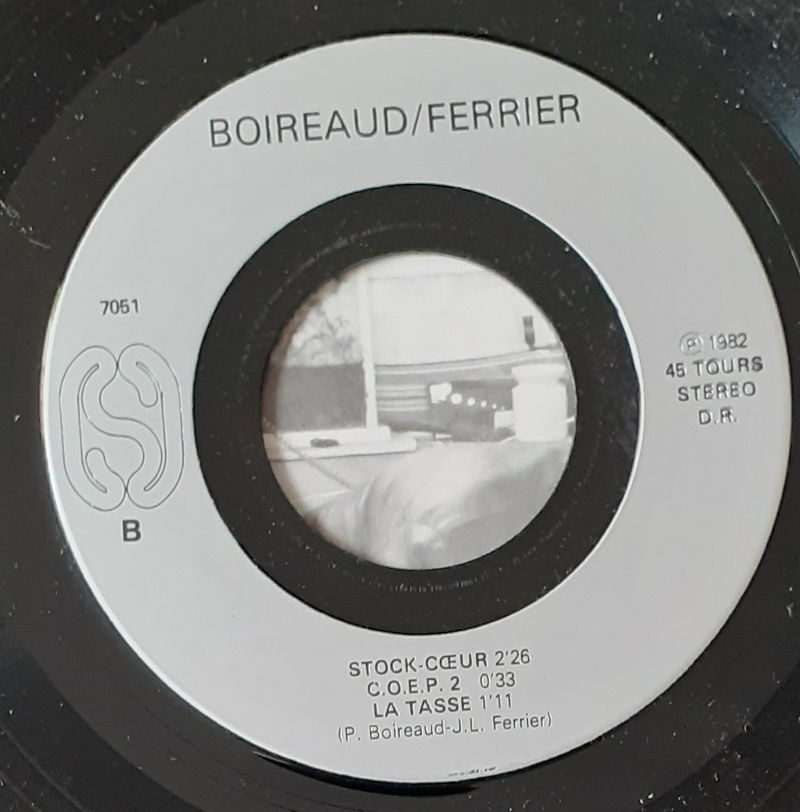 BOIREAUD/FERRIER
7051
B
℗ 1982
45 TOURS
STEREO
D.R.
STOCK-CŒUR 2'26
C.O.E.P. 2 0'33
LA TASSE 1'11
(P. Boireaud-J.L. Ferrier)